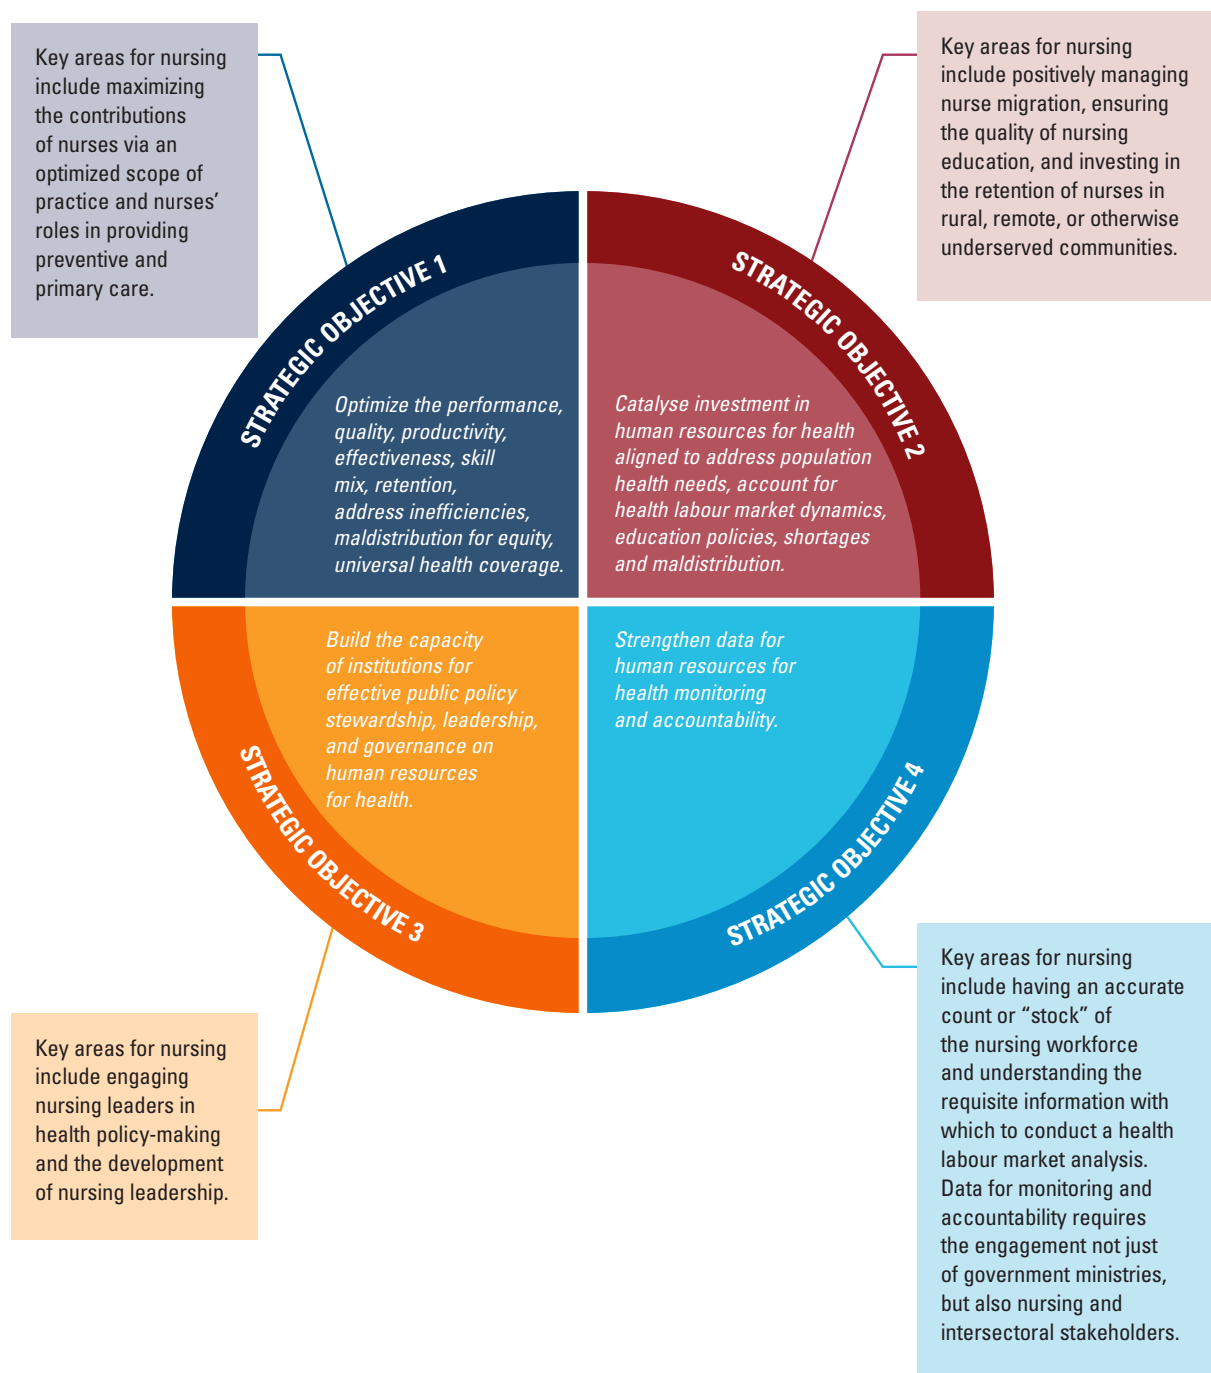 Key areas for nursing
include maximizing
the contributions
of nurses via an
optimized scope of
practice and nurses’
roles in providing
preventive and
primary care.
Key areas for nursing
include positively managing
nurse migration, ensuring
the quality of nursing
education, and investing in
the retention of nurses in
rural, remote, or otherwise
underserved communities.
STRATEGIC OBJECTIVE 1
Optimize the performance,
quality, productivity,
effectiveness, skill
mix, retention,
address inefficiencies,
maldistribution for equity,
universal health coverage.
STRATEGIC OBJECTIVE 2
Catalyse investment in
human resources for health
aligned to address population
health needs, account for
health labour market dynamics,
education policies, shortages
and maldistribution.
Build the capacity
of institutions for
effective public policy
stewardship, leadership,
and governance on
human resources
for health.
STRATEGIC OBJECTIVE 3
Strengthen data for
human resources for
health monitoring
and accountability.
STRATEGIC OBJECTIVE 4
Key areas for nursing
include engaging
nursing leaders in
health policy-making
and the development
of nursing leadership.
Key areas for nursing
include having an accurate
count or “stock” of
the nursing workforce
and understanding the
requisite information with
which to conduct a health
labour market analysis.
Data for monitoring and
accountability requires
the engagement not just
of government ministries,
but also nursing and
intersectoral stakeholders.